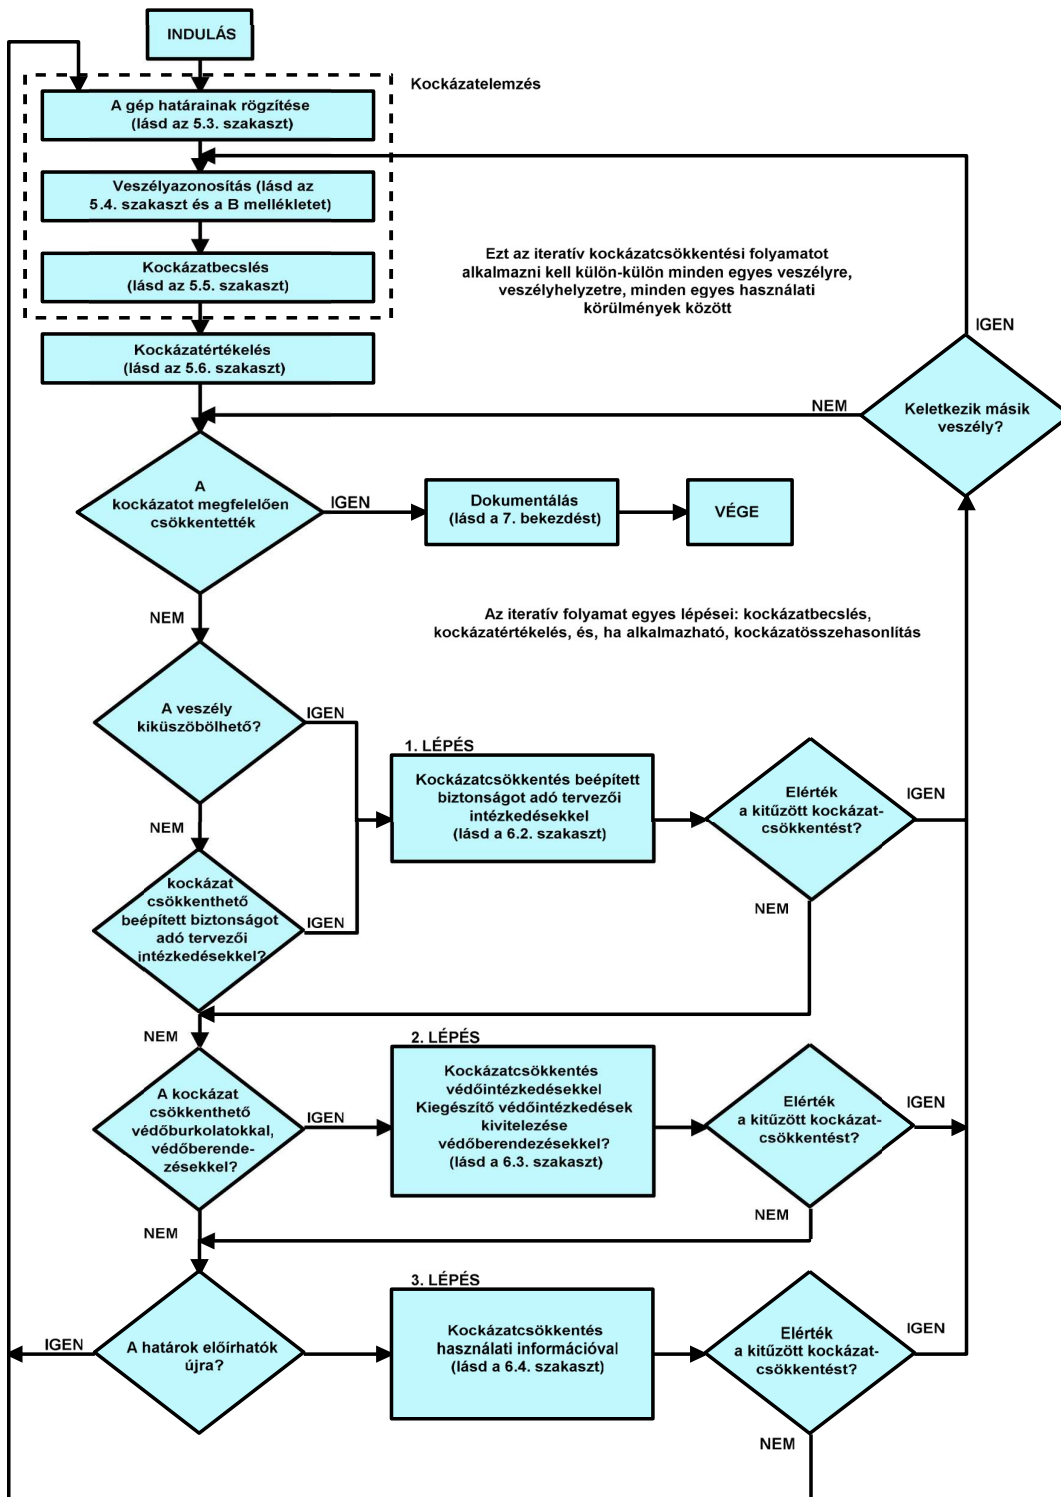 INDULÁS
Kockázatelemzés
A gép határainak rögzítése
(lásd az 5.3. szakaszt)
Veszélyazonosítás (lásd az
5.4. szakaszt és a B mellékletet)
Kockázatbecslés
(lásd az 5.5. szakaszt)
Ezt az iteratív kockázatcsökkentési folyamatot
alkalmazni kell külön-külön minden egyes veszélyre,
veszélyhelyzetre, minden egyes használati
körülmények között
IGEN
Kockázatértékelés
(lásd az 5.6. szakaszt)
NEM
Keletkezik másik
veszély?
A
kockázatot megfelelően
csökkentették
IGEN
Dokumentálás
(lásd a 7. bekezdést)
VÉGE
NEM
Az iteratív folyamat egyes lépései: kockázatbecslés,
kockázatértékelés, és, ha alkalmazható, kockázatösszehasonlítás
A veszély
kiküszöbölhető?
IGEN
1. LÉPÉS
Kockázatcsökkentés beépített
biztonságot adó tervezői
intézkedésekkel
(lásd a 6.2. szakaszt)
Elérték
a kitűzött kockázat-
csökkentést?
IGEN
NEM
kockázat
csökkenthető
beépített biztonságot
adó tervezői
intézkedésekkel?
IGEN
NEM
NEM
2. LÉPÉS
A kockázat
csökkenthető
védőburkolatokkal,
védőberende-
zésekkel?
IGEN
Kockázatcsökkentés
védőintézkedésekkel
Kiegészítő védőintézkedések
kivitelezése
védőberendezésekkel?
(lásd a 6.3. szakaszt)
Elérték
a kitűzött kockázat-
csökkentést?
IGEN
NEM
NEM
3. LÉPÉS
IGEN
A határok előírhatók
újra?
Kockázatcsökkentés
használati információval
(lásd a 6.4. szakaszt)
Elérték
a kitűzött kockázat-
csökkentést?
IGEN
NEM